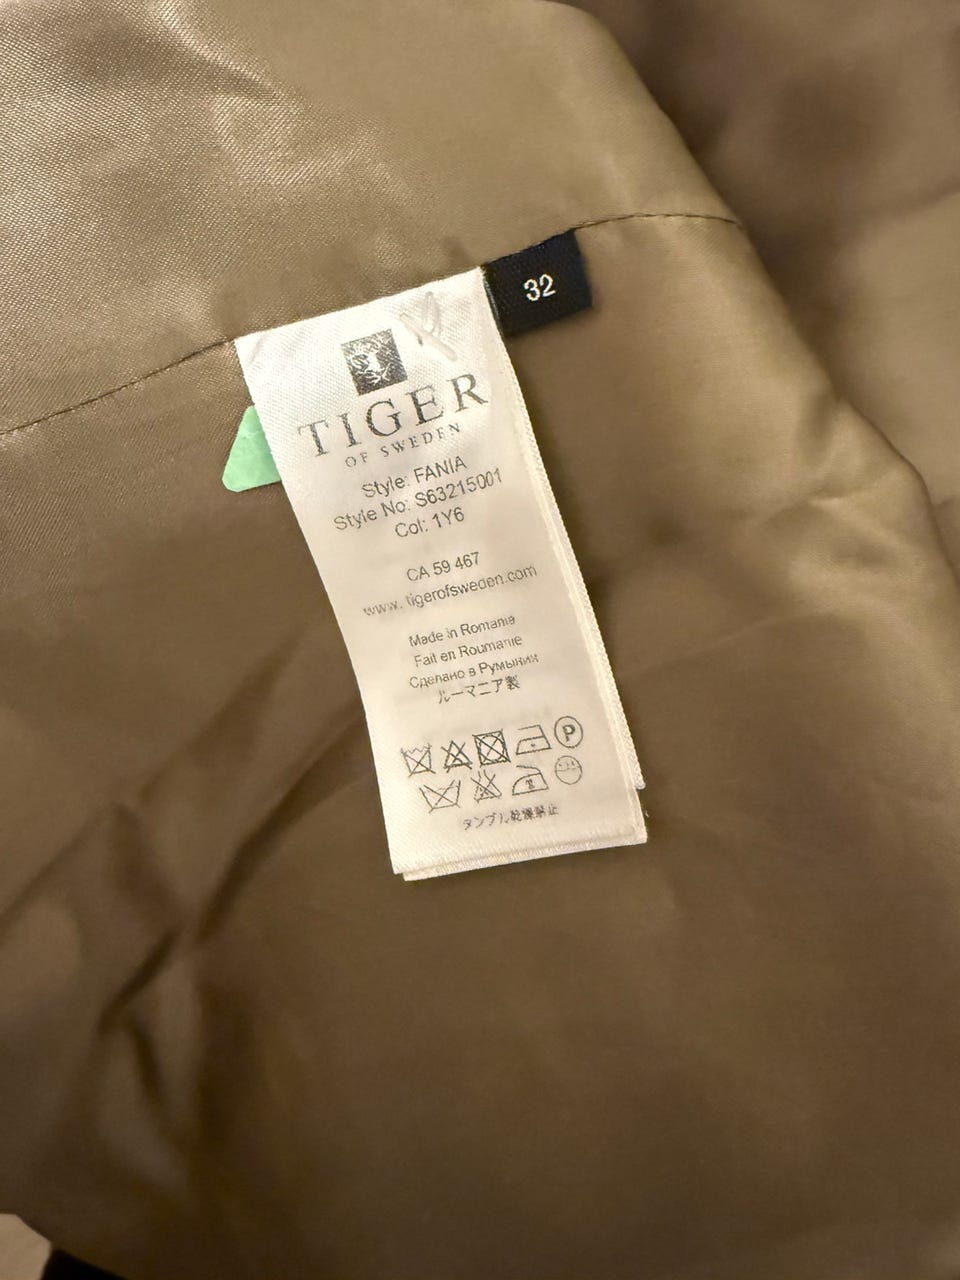 32
TIGER
OF SWEDEN
Style: FANIA
Style No: S63215001
Col: 1Y6
CA 59 467
www.tigerofsweden.com
Made in Romania
Fait en Roumanie
Сделано в Румыния
ルーマニア製
P
タンブル乾燥禁止